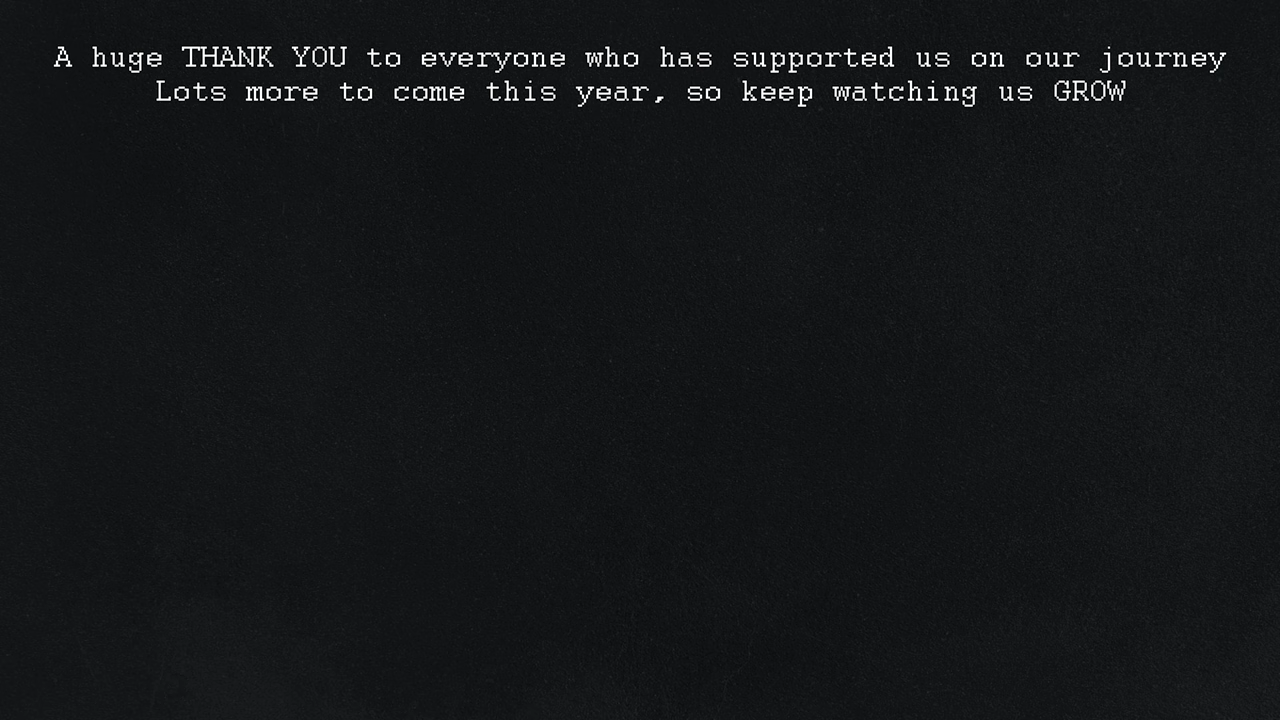 A huge THANK YOU to everyone who has supported us on our journey
Lots more to come this year, so keep watching us GROW